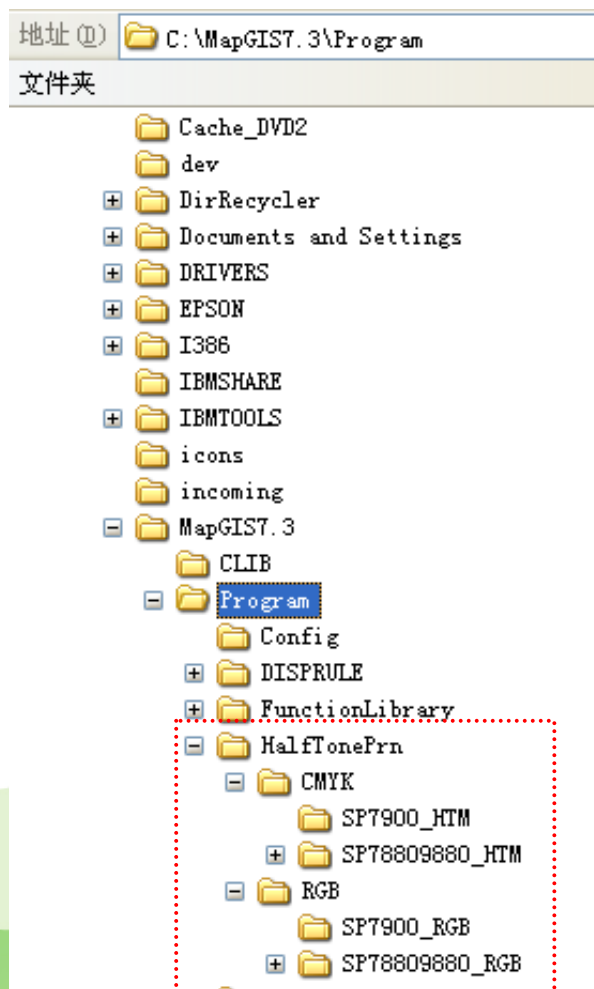 地址(D) C:\MapGIS7.3\Program
文件夹
Cache_DVD2
dev
DirRecycler
Documents and Settings
DRIVERS
EPSON
I386
IBMSHARE
IBMTOOLS
icons
incoming
MapGIS7.3
CLIB
Program
Config
DISPRULE
FunctionLibrary
HalfTonePrn
CMYK
SP7900_HTM
SP78809880_HTM
RGB
SP7900_RGB
SP78809880_RGB